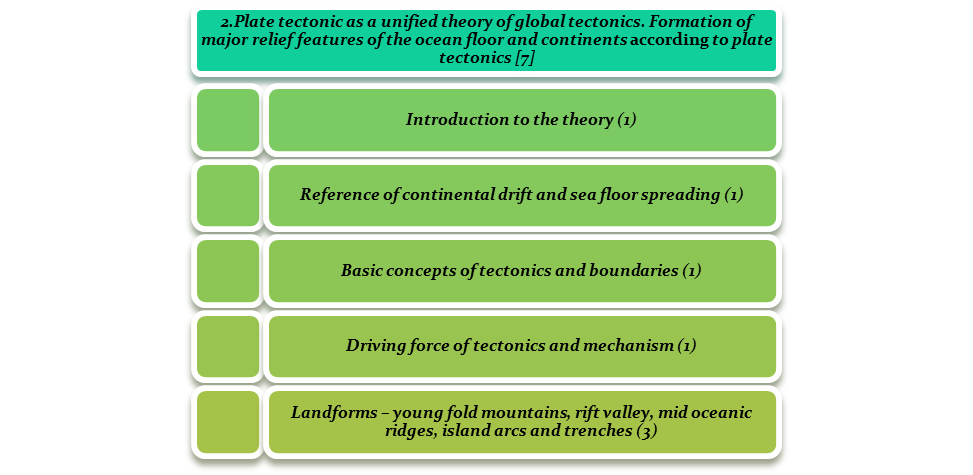 2.Plate tectonic as a unified theory of global tectonics. Formation of
major relief features of the ocean floor and continents according to plate
tectonics [7]
Introduction to the theory (1)
Reference of continental drift and sea floor spreading (1)
Basic concepts of tectonics and boundaries (1)
Driving force of tectonics and mechanism (1)
Landforms – young fold mountains, rift valley, mid oceanic
ridges, island arcs and trenches (3)